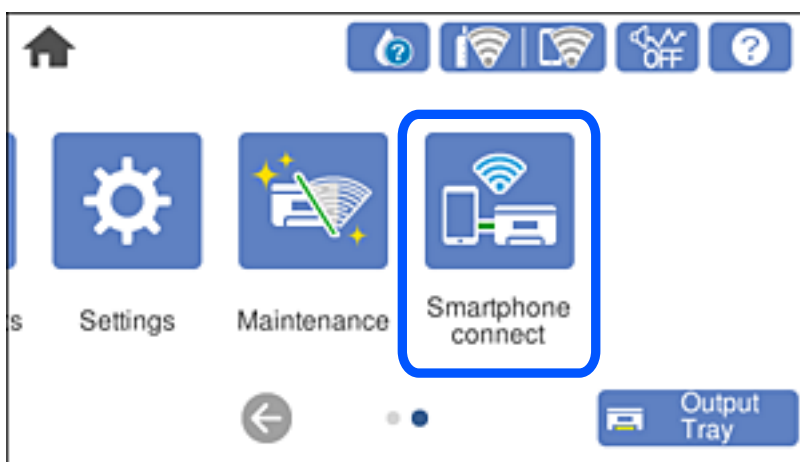 ?
OFF
?
s
Settings
Maintenance
Smartphone
connect
Output
Tray